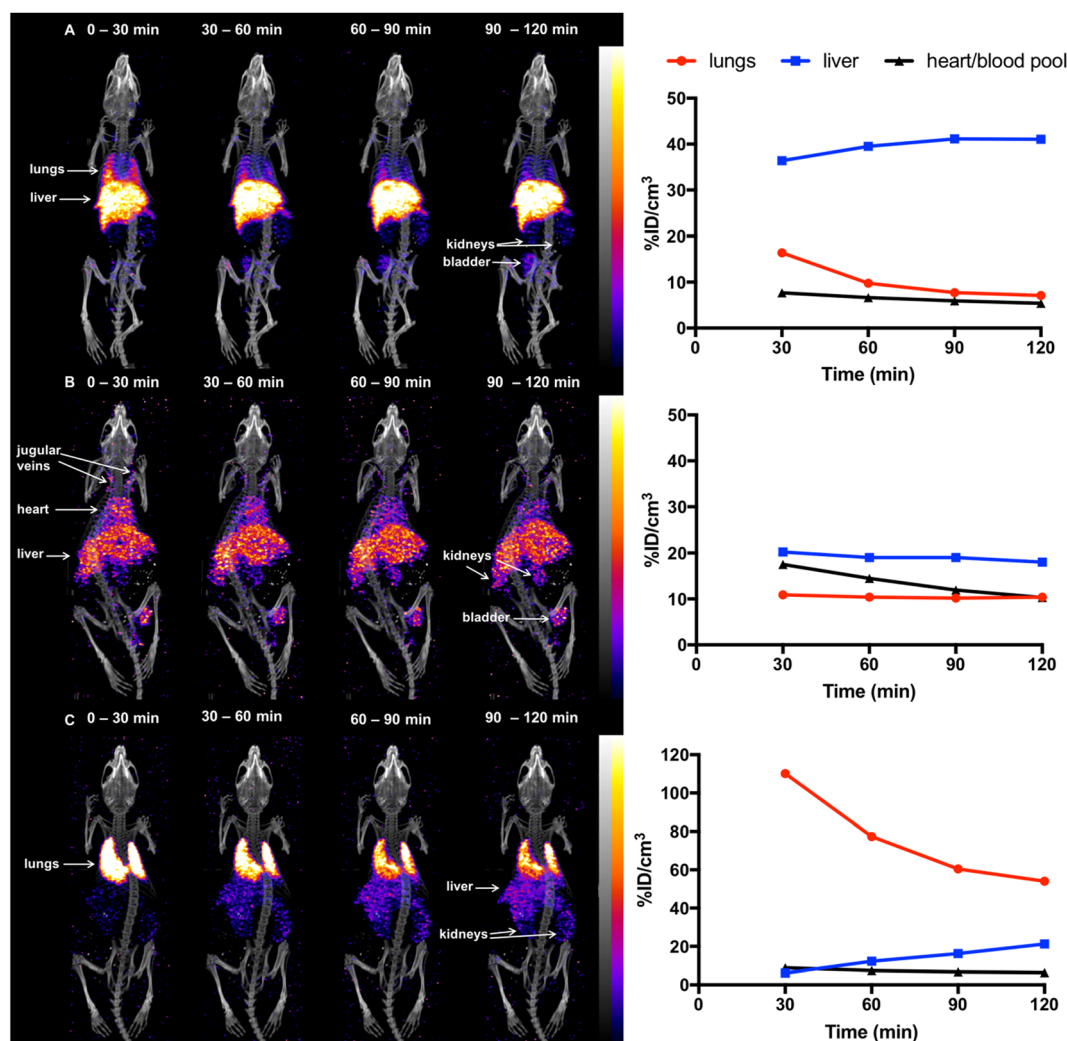 A 0 – 30 min 30 – 60 min 60 – 90 min 90 – 120 min
lungs
liver
kidneys
bladder
lungs liver heart/blood pool
50
40
30
20
10
0
%ID/cm³
0 30 60 90 120
Time (min)
B 0 – 30 min 30 – 60 min 60 – 90 min 90 – 120 min
jugular
veins
heart
liver
kidneys
bladder
50
40
30
20
10
0
%ID/cm³
0 30 60 90 120
Time (min)
C 0 – 30 min 30 – 60 min 60 – 90 min 90 – 120 min
lungs
liver
kidneys
120
100
80
60
40
20
0
%ID/cm³
0 30 60 90 120
Time (min)